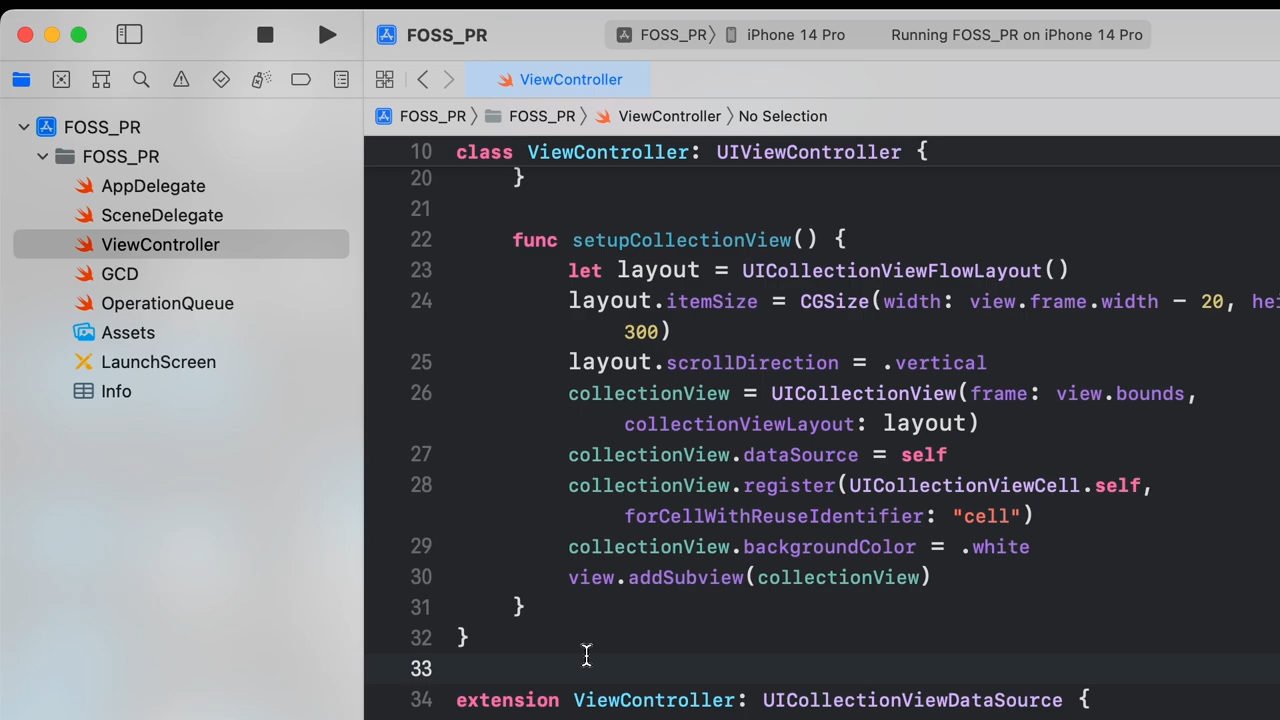 FOSS_PR
FOSS_PR
iPhone 14 Pro
Running FOSS_PR on iPhone 14 Pro
ViewController
FOSS_PR
FOSS_PR
ViewController
No Selection
FOSS_PR
FOSS_PR
AppDelegate
SceneDelegate
ViewController
GCD
OperationQueue
Assets
LaunchScreen
Info
10 class ViewController: UIViewController {
20 }
21
22 func setupCollectionView() {
23 let layout = UICollectionViewFlowLayout()
24 layout.itemSize = CGSize(width: view.frame.width - 20, hei
300)
25 layout.scrollDirection = .vertical
26 collectionView = UICollectionView(frame: view.bounds,
collectionViewLayout: layout)
27 collectionView.dataSource = self
28 collectionView.register(UICollectionViewCell.self,
forCellWithReuseIdentifier: "cell")
29 collectionView.backgroundColor = .white
30 view.addSubview(collectionView)
31 }
32 }
33
34 extension ViewController: UICollectionViewDataSource {